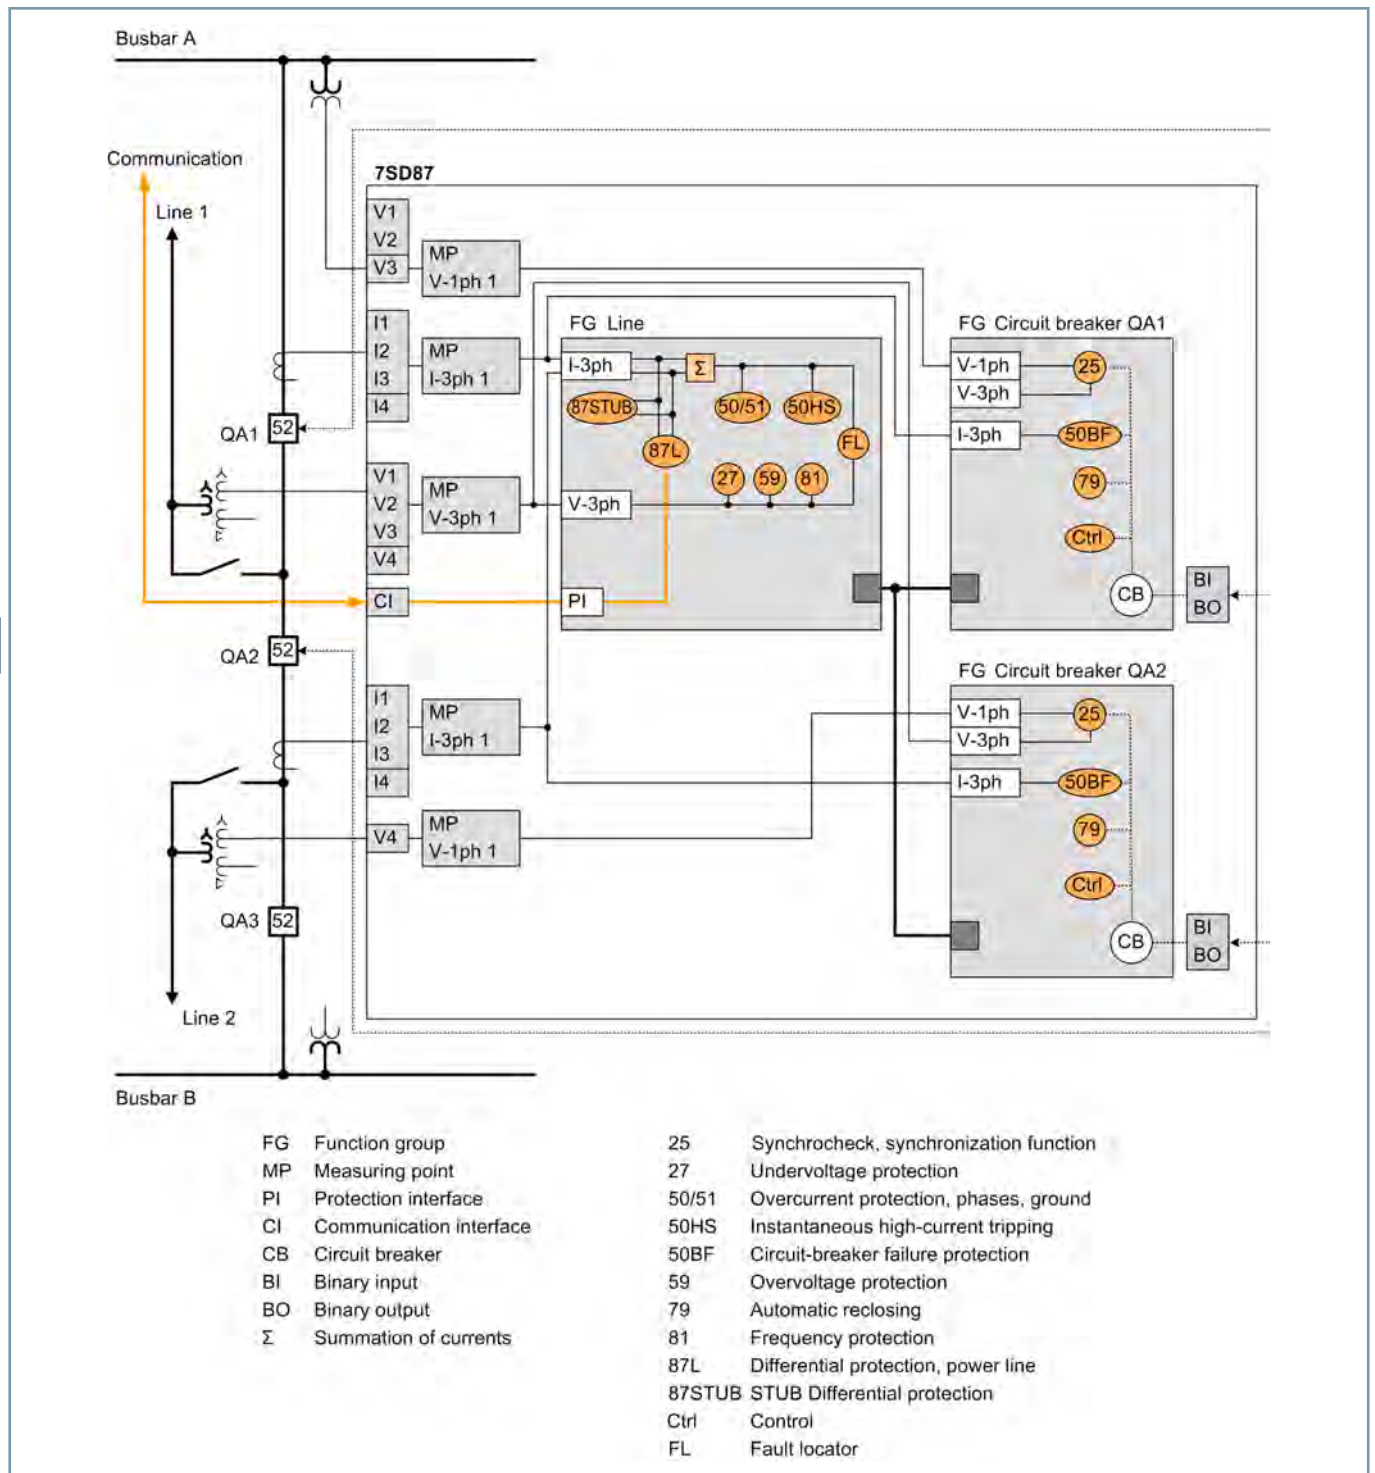 Busbar A
Communication
Line 1
7SD87
V1
V2
V3
MP
V-1ph 1
I1
I2
I3
I4
MP
I-3ph 1
QA1
52
V1
V2
V3
V4
MP
V-3ph 1
CI
QA2
52
I1
I2
I3
I4
MP
I-3ph 1
V4
MP
V-1ph 1
QA3
52
Line 2
Busbar B
FG Line
I-3ph
Σ
87STUB
50/51
50HS
87L
FL
27
59
81
V-3ph
PI
FG Circuit breaker QA1
V-1ph
25
V-3ph
I-3ph
50BF
79
Ctrl
CB
BI
BO
FG Circuit breaker QA2
V-1ph
25
V-3ph
I-3ph
50BF
79
Ctrl
CB
BI
BO
FG Function group
MP Measuring point
PI Protection interface
CI Communication interface
CB Circuit breaker
BI Binary input
BO Binary output
Σ Summation of currents
25 Synchrocheck, synchronization function
27 Undervoltage protection
50/51 Overcurrent protection, phases, ground
50HS Instantaneous high-current tripping
50BF Circuit-breaker failure protection
59 Overvoltage protection
79 Automatic reclosing
81 Frequency protection
87L Differential protection, power line
87STUB STUB Differential protection
Ctrl Control
FL Fault locator